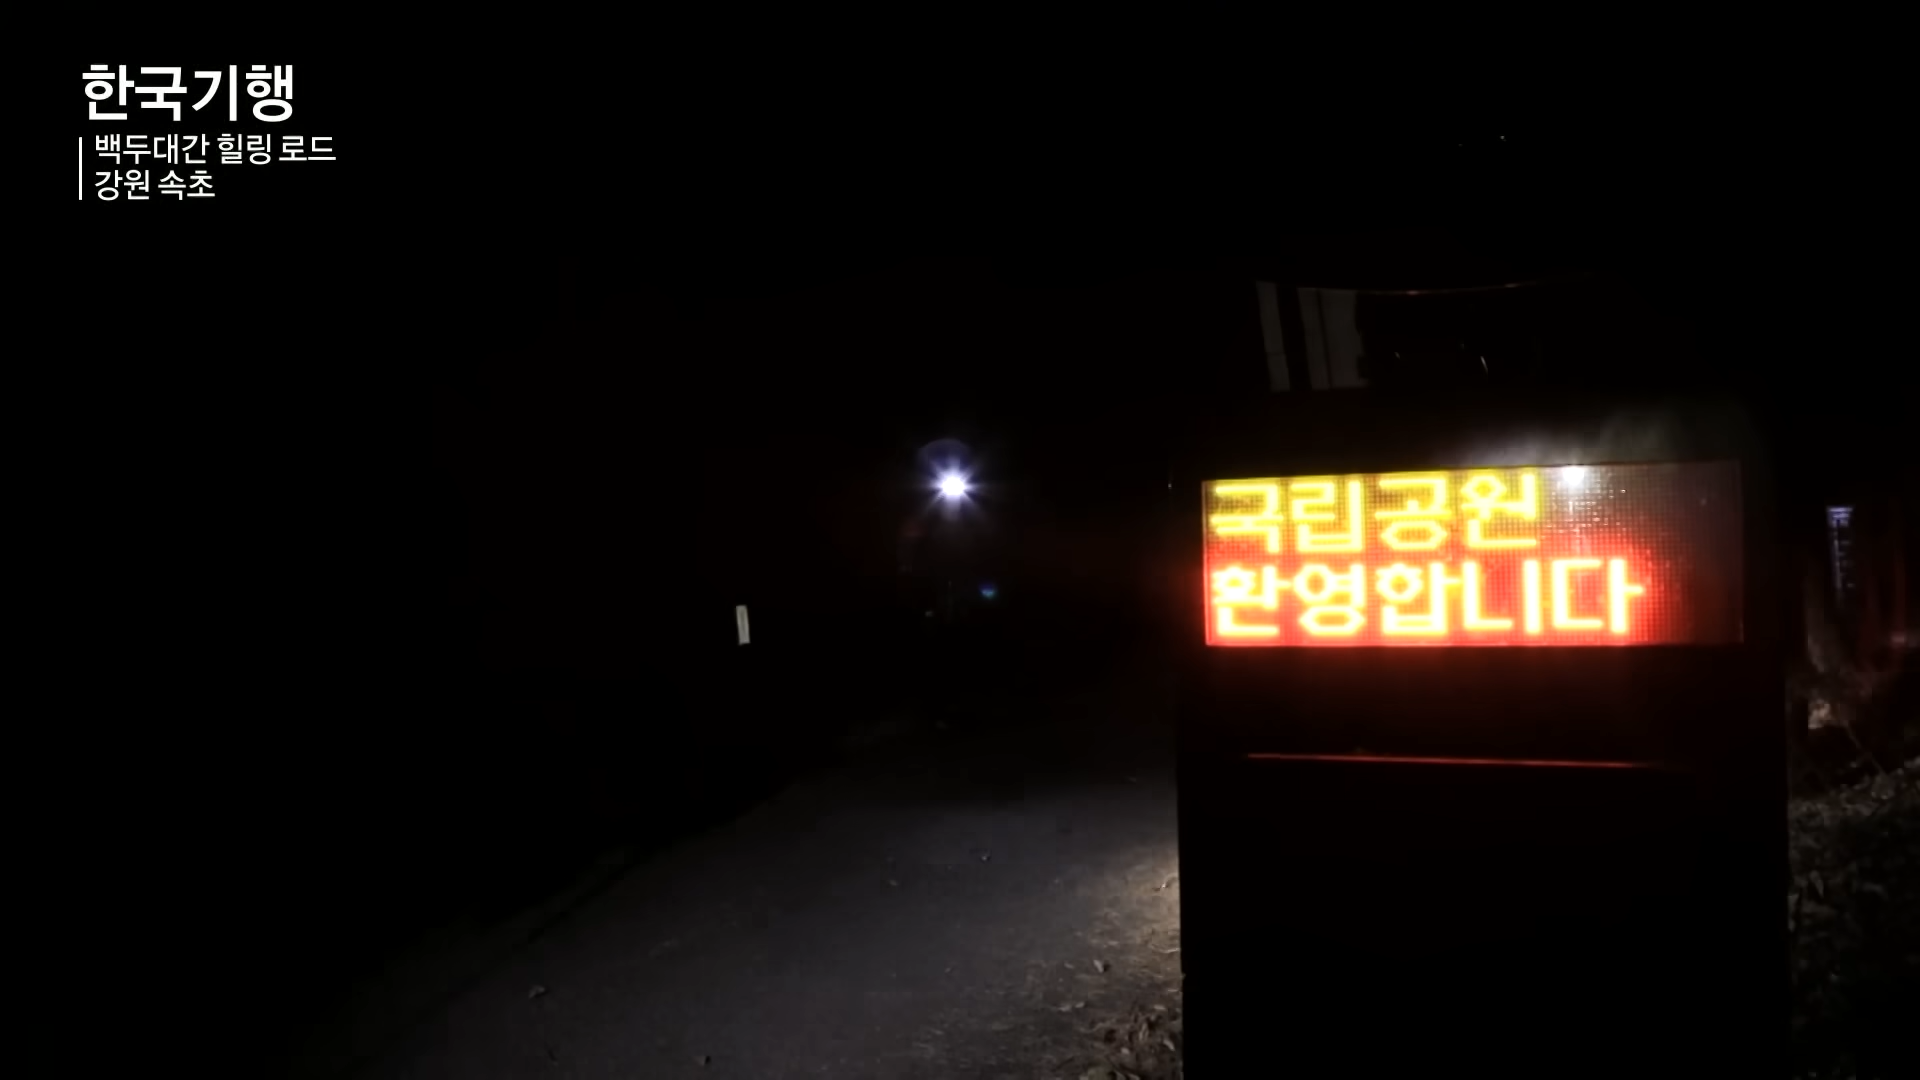 한국기행
백두대간 힐링 로드
강원 속초
국립공원
환영합니다